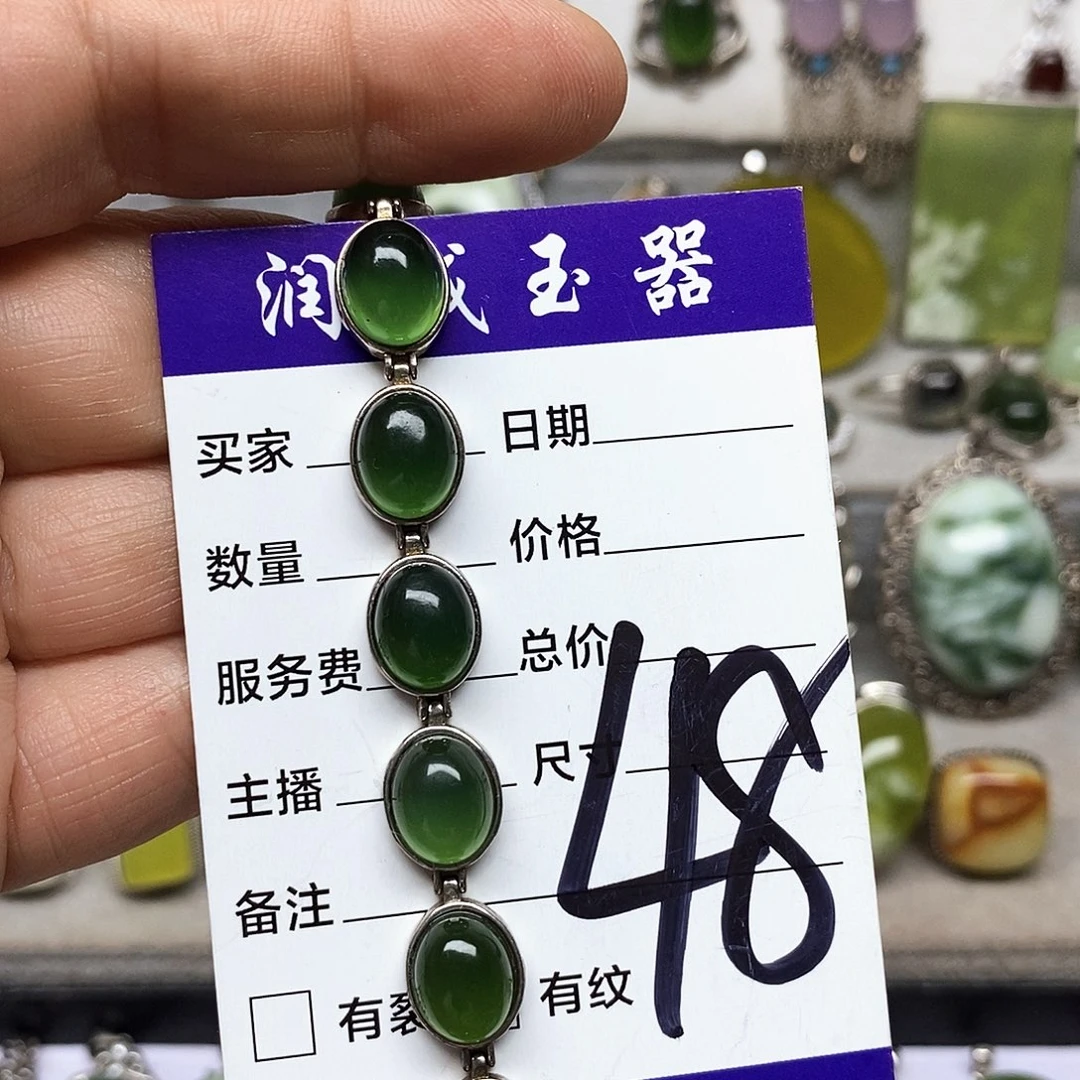 润 玉器
买家 日期
数量 价格
服务费 总价
主播 尺寸
备注
有裂 有纹
48